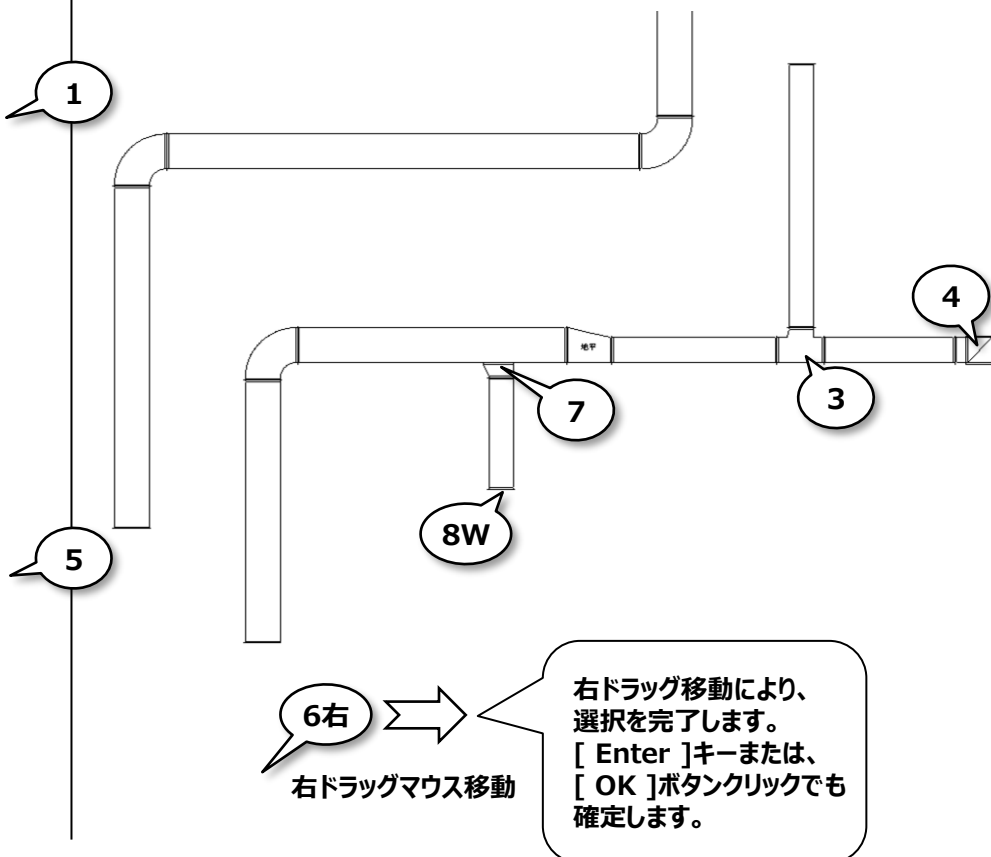 1
4
地平
7
3
8W
5
6右
右ドラッグマウス移動
右ドラッグ移動により、
選択を完了します。
[ Enter ]キーまたは、
[ OK ]ボタンクリックでも
確定します。